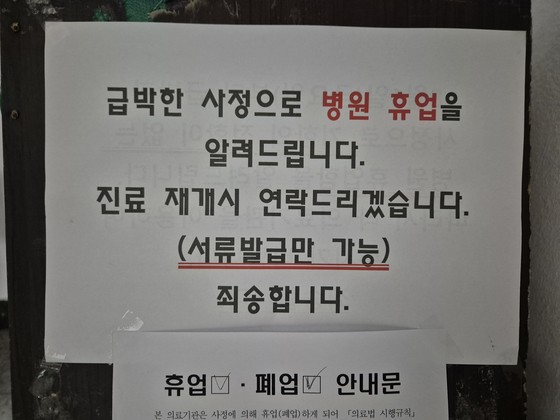 급박한 사정으로 병원 휴업을
알려드립니다.
진료 재개시 연락드리겠습니다.
(서류발급만 가능)
죄송합니다.
휴업☑ · 폐업☑ 안내문
본 의료기관은 사정에 의해 휴업(폐업)하게 되어 「의료법 시행규칙」